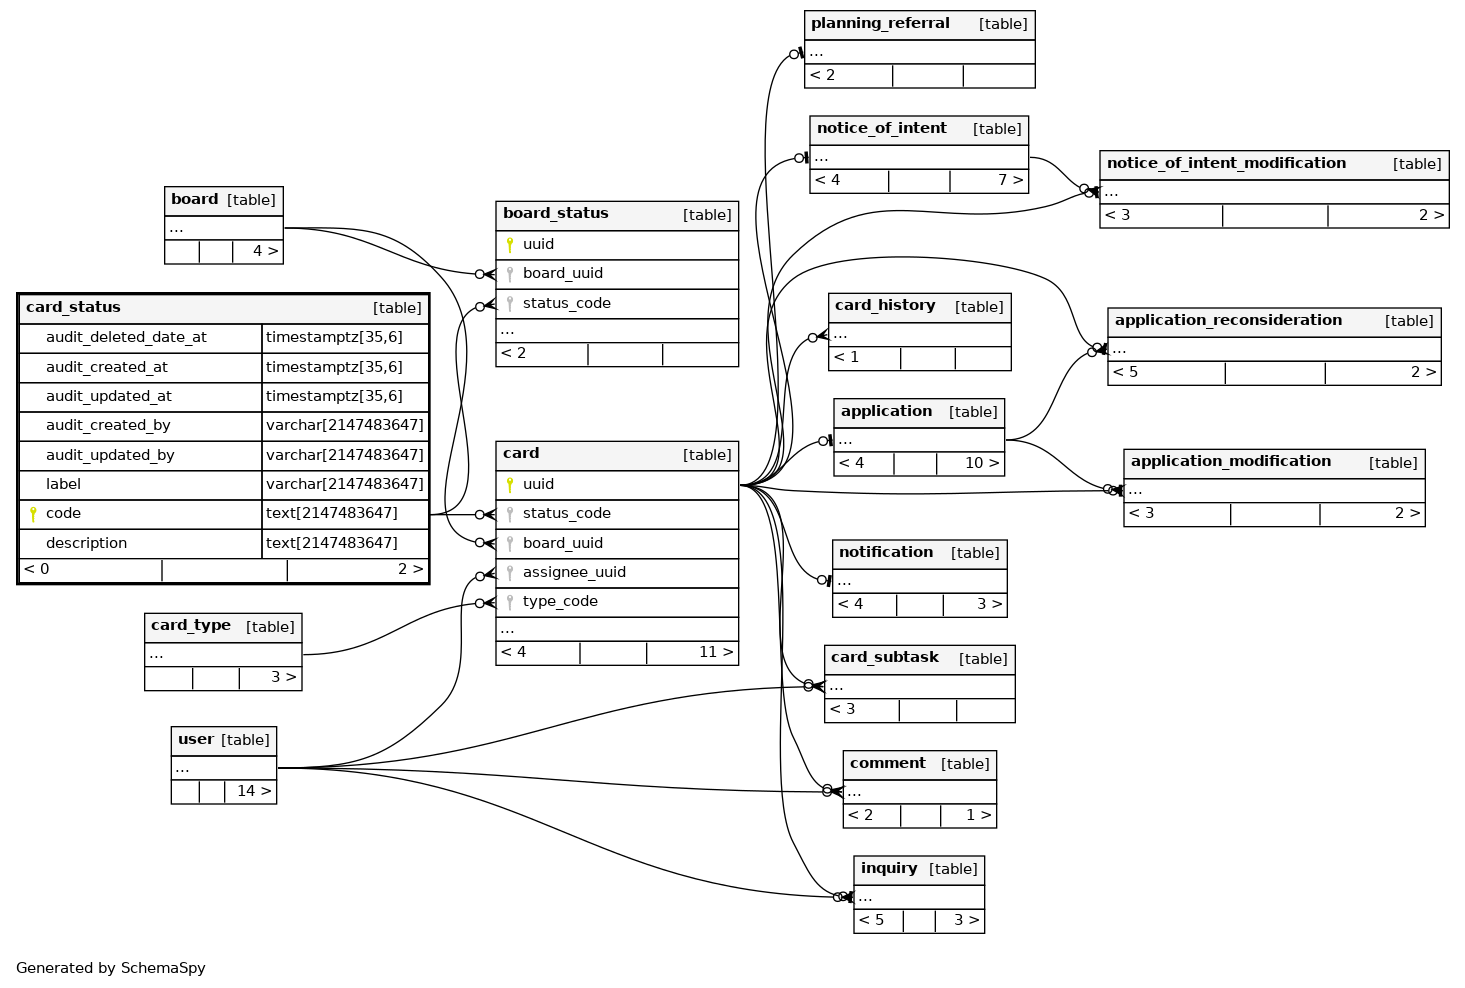 planning_referral [table]
...
< 2
notice_of_intent [table]
...
< 4 7 >
notice_of_intent_modification [table]
...
< 3 2 >
board [table]
...
4 >
board_status [table]
uuid
board_uuid
status_code
...
< 2
card_status [table]
audit_deleted_date_at timestamptz[35,6]
audit_created_at timestamptz[35,6]
audit_updated_at timestamptz[35,6]
audit_created_by varchar[2147483647]
audit_updated_by varchar[2147483647]
label varchar[2147483647]
code text[2147483647]
description text[2147483647]
< 0 2 >
card_history [table]
...
< 1
application_reconsideration [table]
...
< 5 2 >
application [table]
...
< 4 10 >
card [table]
uuid
status_code
board_uuid
assignee_uuid
type_code
...
< 4 11 >
application_modification [table]
...
< 3 2 >
notification [table]
...
< 4 3 >
card_type [table]
...
3 >
card_subtask [table]
...
< 3
user [table]
...
14 >
comment [table]
...
< 2 1 >
inquiry [table]
...
< 5 3 >
Generated by SchemaSpy